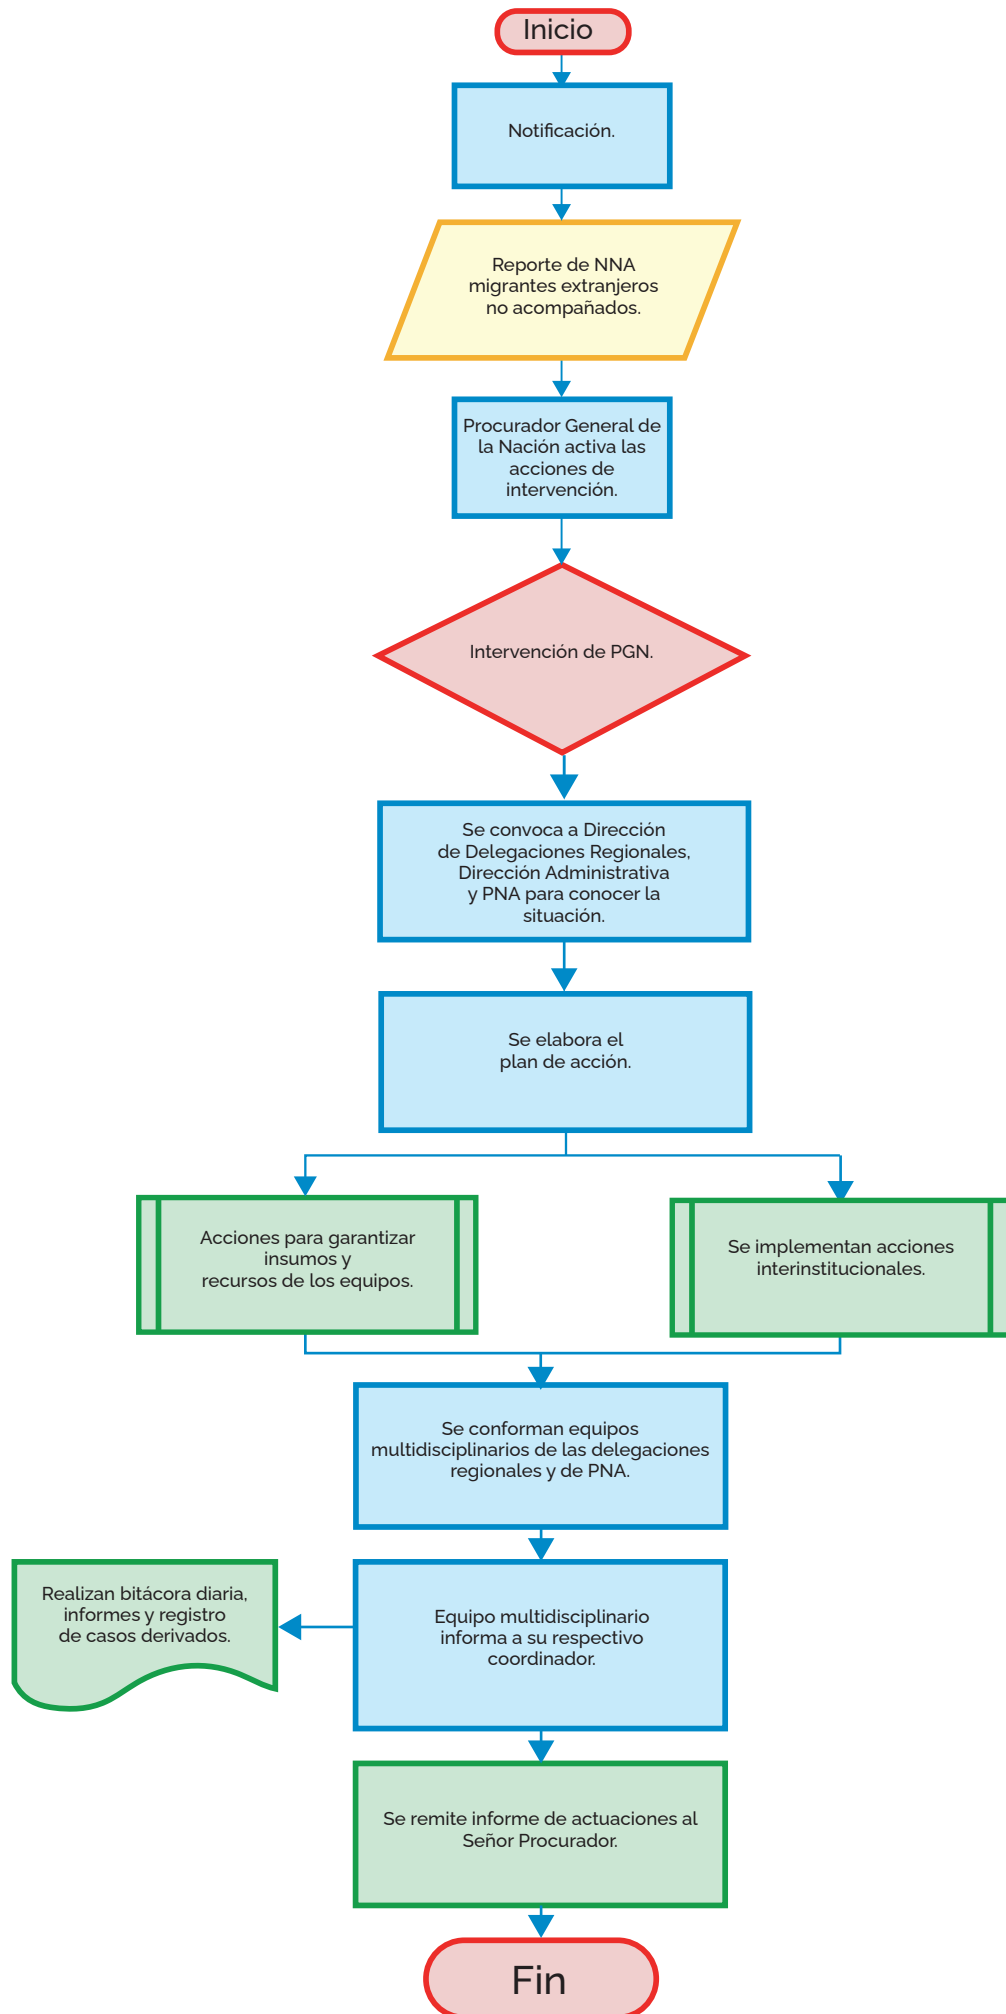 Inicio
Notificación.
Reporte de NNA
migrantes extranjeros
no acompañados.
Procurador General de
la Nación activa las
acciones de
intervención.
Intervención de PGN.
Se convoca a Dirección
de Delegaciones Regionales,
Dirección Administrativa
y PNA para conocer la
situación.
Se elabora el
plan de acción.
Acciones para garantizar
insumos y
recursos de los equipos.
Se implementan acciones
interinstitucionales.
Se conforman equipos
multidisciplinarios de las delegaciones
regionales y de PNA.
Realizan bitácora diaria,
informes y registro
de casos derivados.
Equipo multidisciplinario
informa a su respectivo
coordinador.
Se remite informe de actuaciones al
Señor Procurador.
Fin